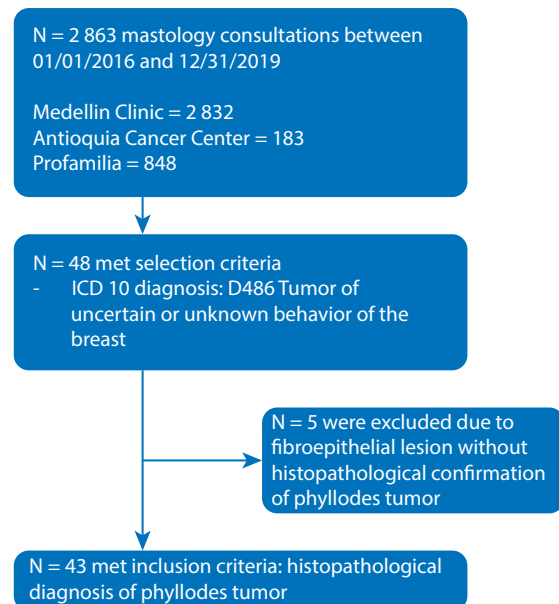 N = 2 863 mastology consultations between
01/01/2016 and 12/31/2019
Medellin Clinic = 2 832
Antioquia Cancer Center = 183
Profamilia = 848
N = 48 met selection criteria
- ICD 10 diagnosis: D486 Tumor of
uncertain or unknown behavior of the
breast
N = 5 were excluded due to
fibroepithelial lesion without
histopathological confirmation
of phyllodes tumor
N = 43 met inclusion criteria: histopathological
diagnosis of phyllodes tumor